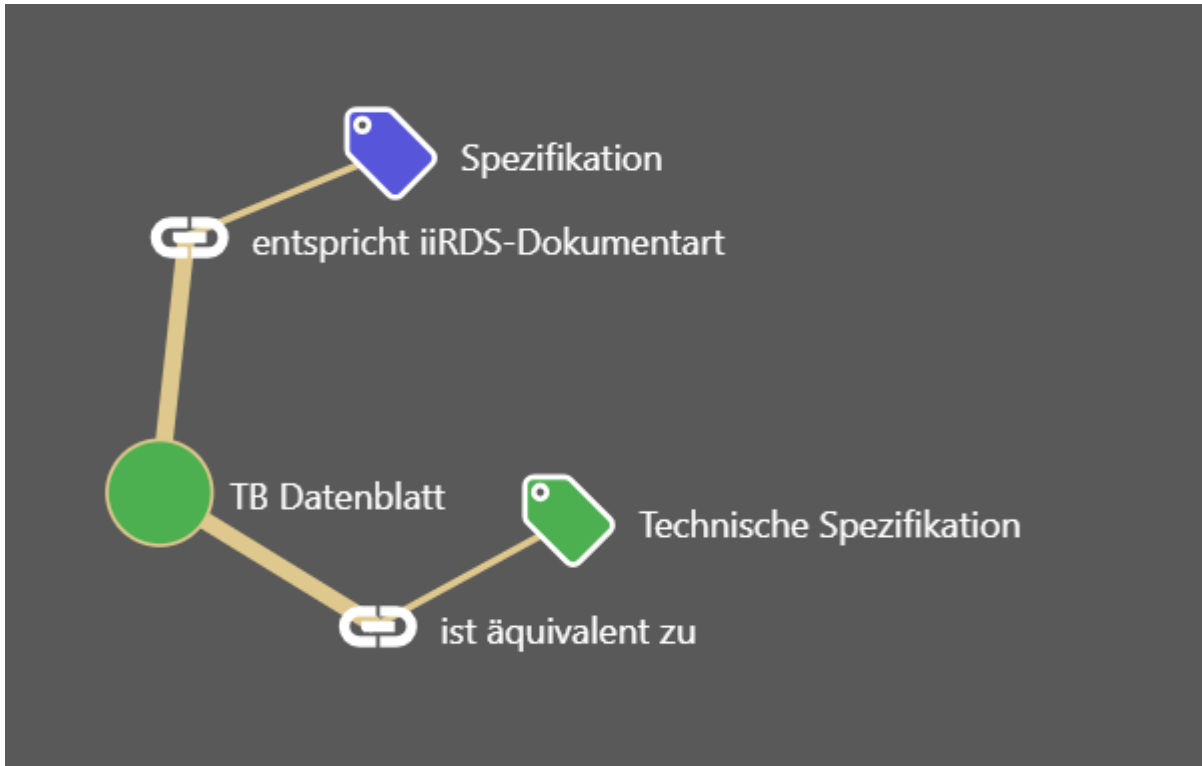 Spezifikation
entspricht iiRDS-Dokumentart
TB Datenblatt
Technische Spezifikation
ist äquivalent zu